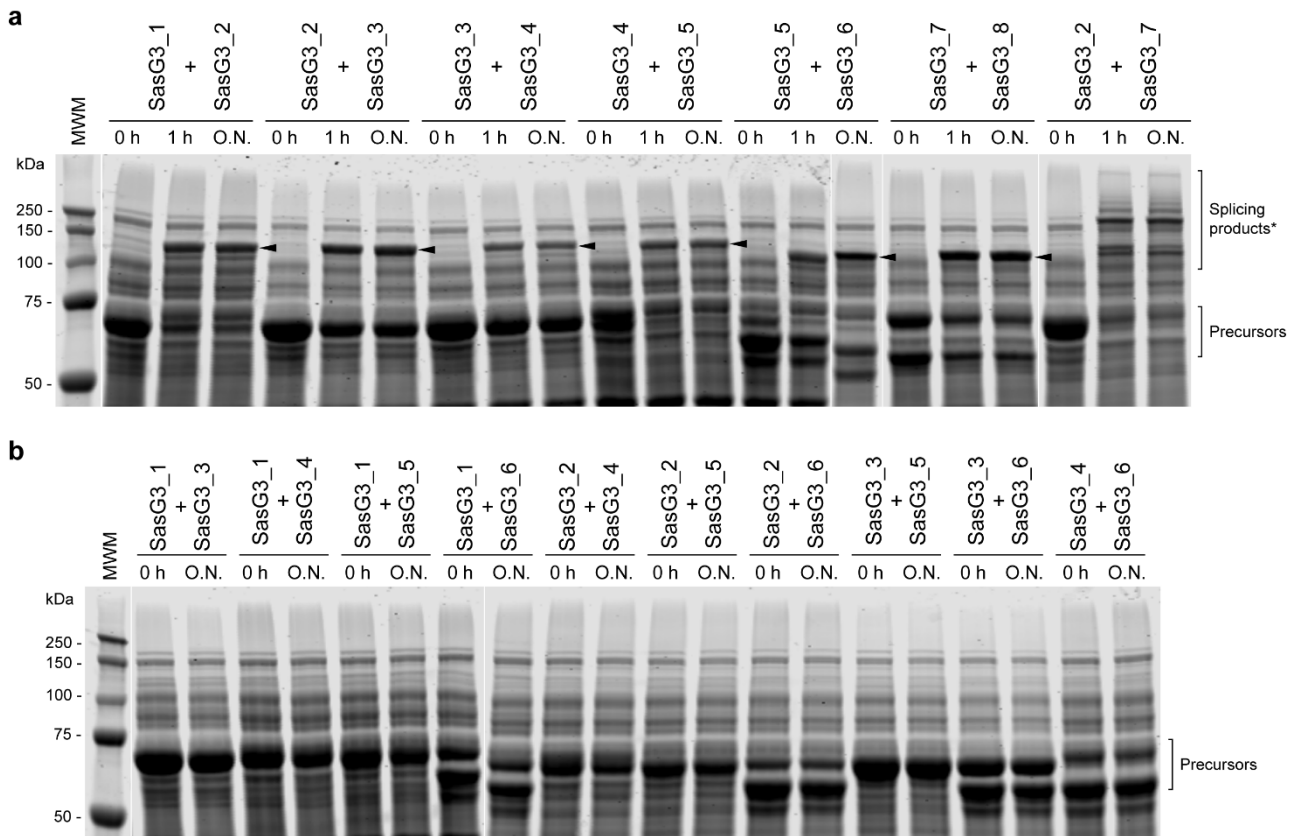 a
SasG3_1 + SasG3_2
SasG3_2 + SasG3_3
SasG3_3 + SasG3_4
SasG3_4 + SasG3_5
SasG3_5 + SasG3_6
SasG3_7 + SasG3_8
SasG3_2 + SasG3_7
MWM
0 h 1 h O.N. 0 h 1 h O.N. 0 h 1 h O.N. 0 h 1 h O.N. 0 h 1 h O.N. 0 h 1 h O.N. 0 h 1 h O.N.
kDa
250 -
150 -
100 -
75 -
50 -
Splicing
products*
Precursors
b
SasG3_1 + SasG3_3
SasG3_1 + SasG3_4
SasG3_1 + SasG3_5
SasG3_1 + SasG3_6
SasG3_2 + SasG3_4
SasG3_2 + SasG3_5
SasG3_2 + SasG3_6
SasG3_3 + SasG3_5
SasG3_3 + SasG3_6
SasG3_4 + SasG3_6
MWM
0 h O.N. 0 h O.N. 0 h O.N. 0 h O.N. 0 h O.N. 0 h O.N. 0 h O.N. 0 h O.N. 0 h O.N. 0 h O.N.
kDa
250 -
150 -
100 -
75 -
50 -
Precursors